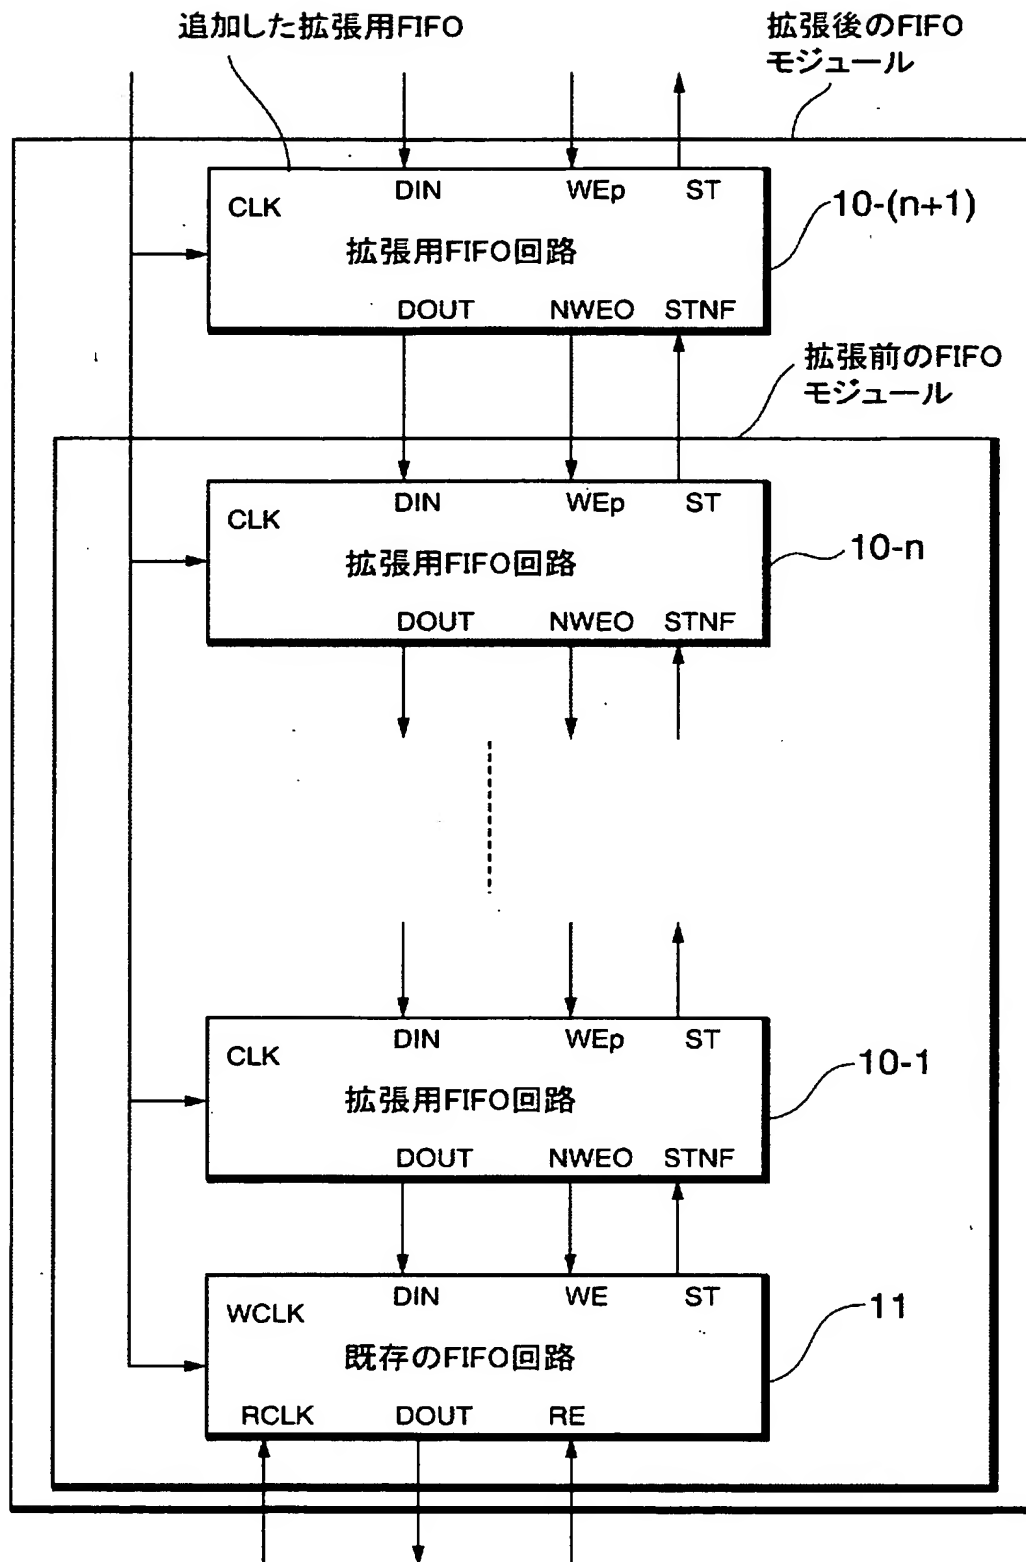 追加した拡張用FIFO
拡張後のFIFO
モジュール
CLK
DIN
WEp
ST
拡張用FIFO回路
DOUT
NWEO
STNF
10-(n+1)
拡張前のFIFO
モジュール
CLK
DIN
WEp
ST
拡張用FIFO回路
DOUT
NWEO
STNF
10-n
CLK
DIN
WEp
ST
拡張用FIFO回路
DOUT
NWEO
STNF
10-1
WCLK
DIN
WE
ST
既存のFIFO回路
RCLK
DOUT
RE
11